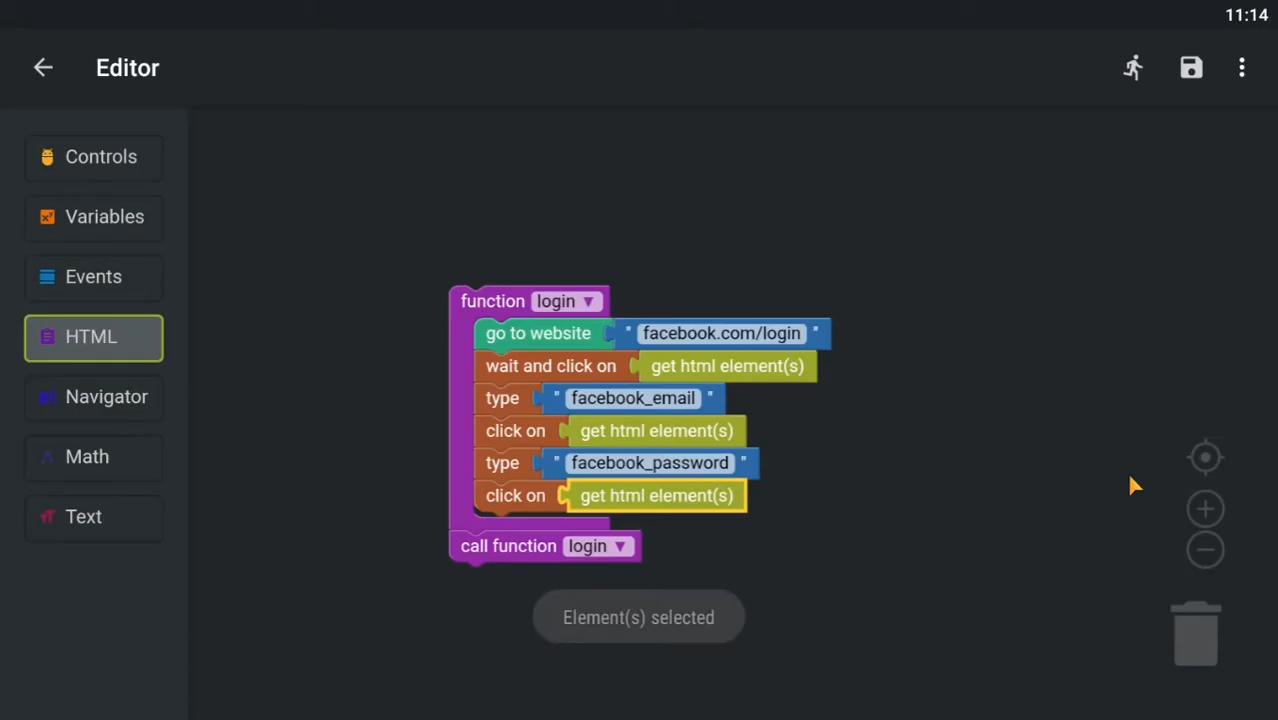 11:14
Editor
Controls
Variables
Events
HTML
Navigator
Math
Text
function login ▼
go to website " facebook.com/login "
wait and click on get html element(s)
type " facebook_email "
click on get html element(s)
type " facebook_password "
click on get html element(s)
call function login ▼
Element(s) selected